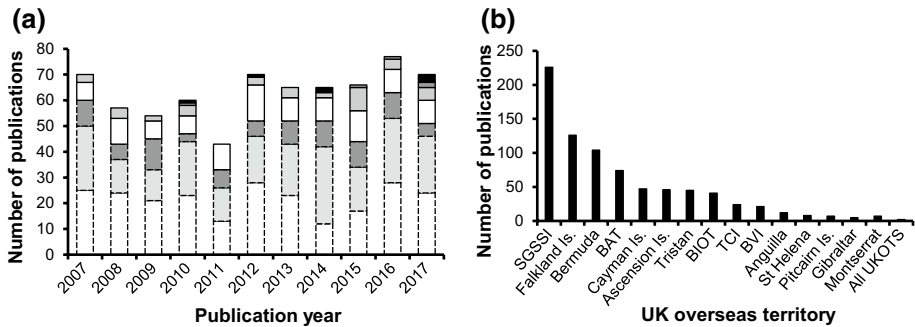 (a)
Number of publications
80
70
60
50
40
30
20
10
0
2007
2008
2009
2010
2011
2012
2013
2014
2015
2016
2017
Publication year
(b)
Number of publications
250
200
150
100
50
0
SGSSI
Falkland Is.
Bermuda
BAT
Cayman Is.
Ascension Is.
Tristan
BIOT
TCI
BVI
Anguilla
St Helena
Pitcairn Is.
Gibraltar
Montserrat
All UKOTS
UK overseas territory